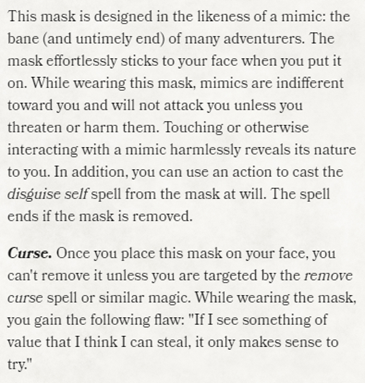 This mask is designed in the likeness of a mimic: the
bane (and untimely end) of many adventurers. The
mask effortlessly sticks to your face when you put it
on. While wearing this mask, mimics are indifferent
toward you and will not attack you unless you
threaten or harm them. Touching or otherwise
interacting with a mimic harmlessly reveals its nature
to you. In addition, you can use an action to cast the
disguise self spell from the mask at will. The spell
ends if the mask is removed.
Curse. Once you place this mask on your face, you
can't remove it unless you are targeted by the remove
curse spell or similar magic. While wearing the mask,
you gain the following flaw: "If I see something of
value that I think I can steal, it only makes sense to
try."